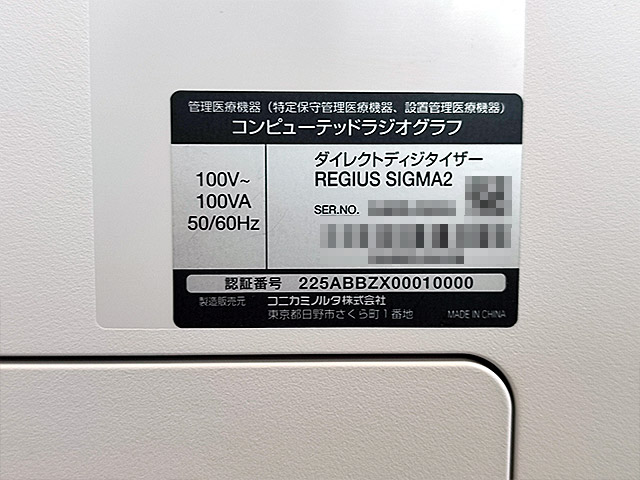 管理医療機器（特定保守管理医療機器、設置管理医療機器）
コンピューテッドラジオグラフ
100V~
100VA
50/60Hz
ダイレクトディジタイザー
REGIUS SIGMA2
SER.NO.
認証番号 225ABBZX00010000
製造販売元 コニカミノルタ株式会社
東京都日野市さくら町1番地
MADE IN CHINA